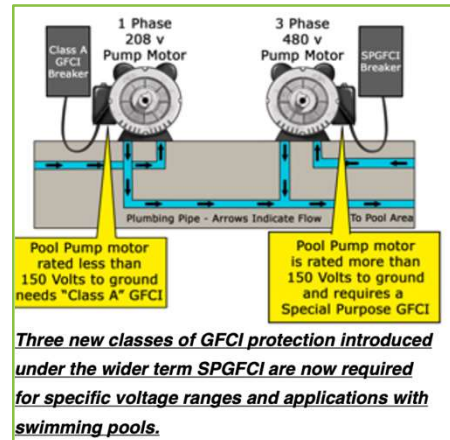 1 Phase
208 v
Pump Motor
3 Phase
480 v
Pump Motor
Class A
GFCI
Breaker
SPGFCI
Breaker
Plumbing Pipe - Arrows Indicate Flow
To Pool Area
Pool Pump motor
rated less than
150 Volts to ground
needs "Class A" GFCI
Pool Pump motor
is rated more than
150 Volts to ground
and requires a
Special Purpose GFCI
Three new classes of GFCI protection introduced
under the wider term SPGFCI are now required
for specific voltage ranges and applications with
swimming pools.